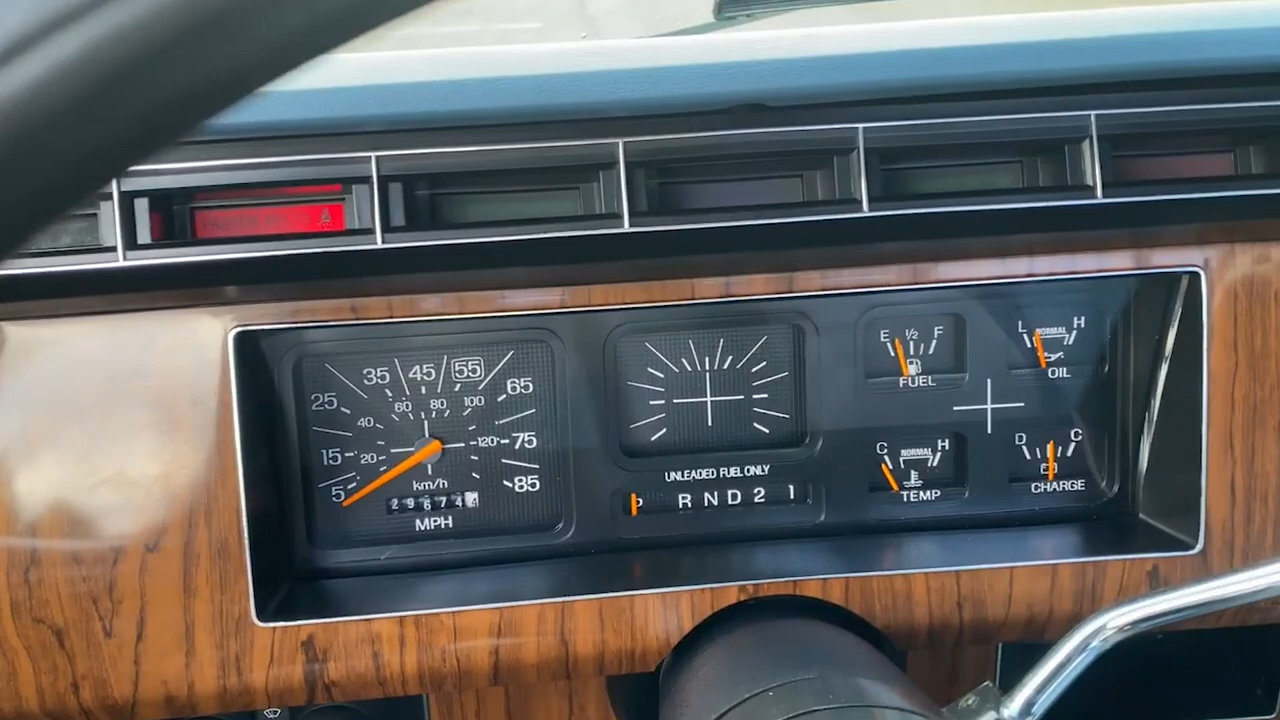 5 15 25 35 45 55 65 75 85
20 40 60 80 100 120
km/h
29674
MPH
UNLEADED FUEL ONLY
P R N D 2 1
E 1/2 F
FUEL
L NORMAL H
OIL
C NORMAL H
TEMP
D C
CHARGE